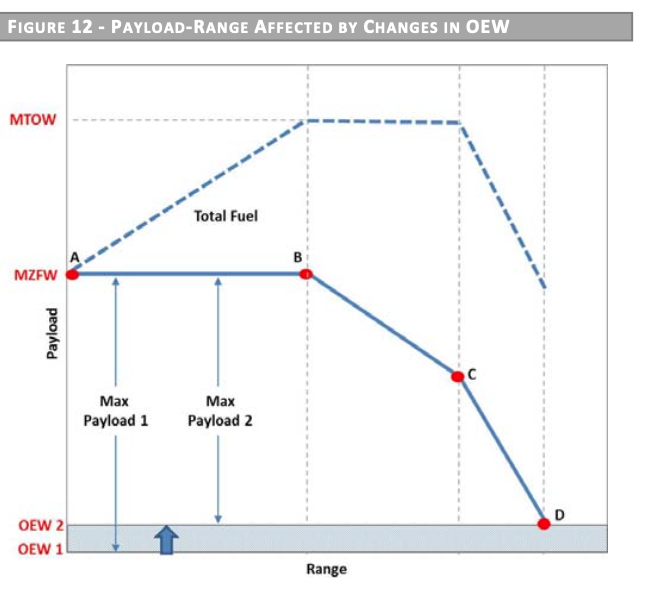 FIGURE 12 - PAYLOAD-RANGE AFFECTED BY CHANGES IN OEW
MTOW
Total Fuel
A
B
MZFW
Payload
C
Max
Payload 1
Max
Payload 2
D
OEW 2
OEW 1
Range